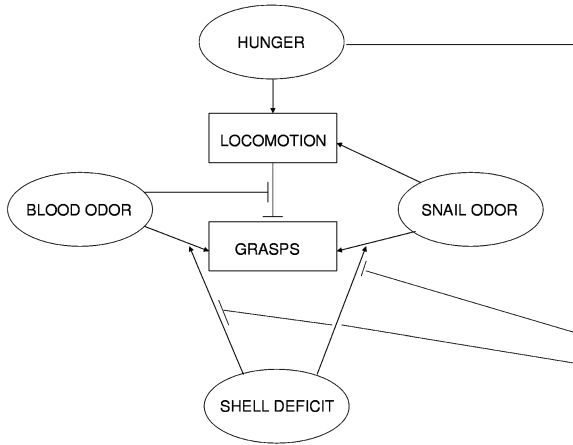 HUNGER
LOCOMOTION
BLOOD ODOR
SNAIL ODOR
GRASPS
SHELL DEFICIT